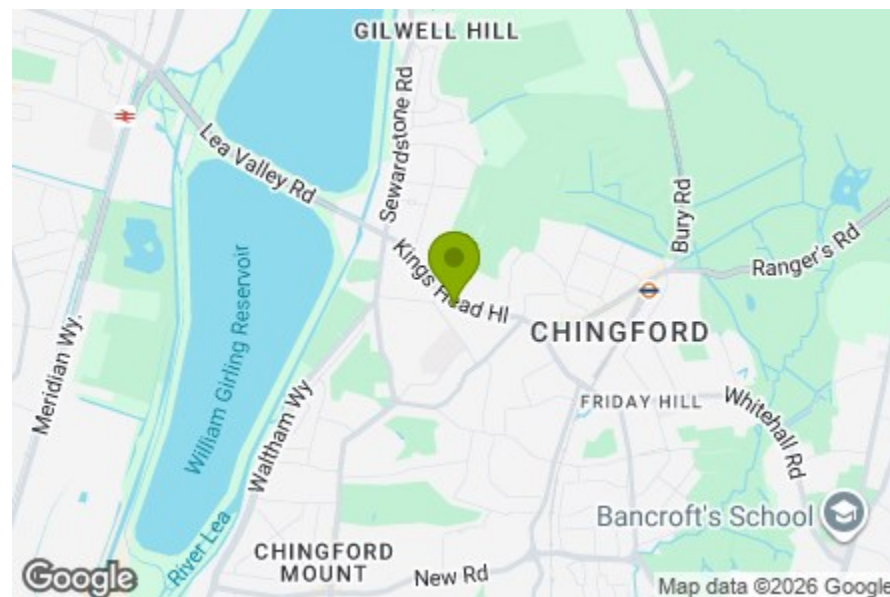 GILWELL HILL
Sewardstone Rd
Lea Valley Rd
Bury Rd
Ranger's Rd
Kings Head Hl
CHINGFORD
William Girling Reservoir
Meridian Wy.
Waltham Wy
FRIDAY HILL
Whitehall Rd
Bancroft's School
River Lea
CHINGFORD
MOUNT
New Rd
Google
Map data ©2026 Google